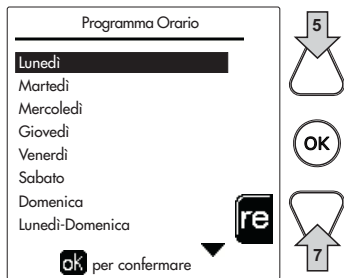 Programma Orario
5
Lunedì
Martedì
Mercoledì
Giovedì
Venerdì
Sabato
Domenica
Lunedì-Domenica
re
OK
ok per confermare
7